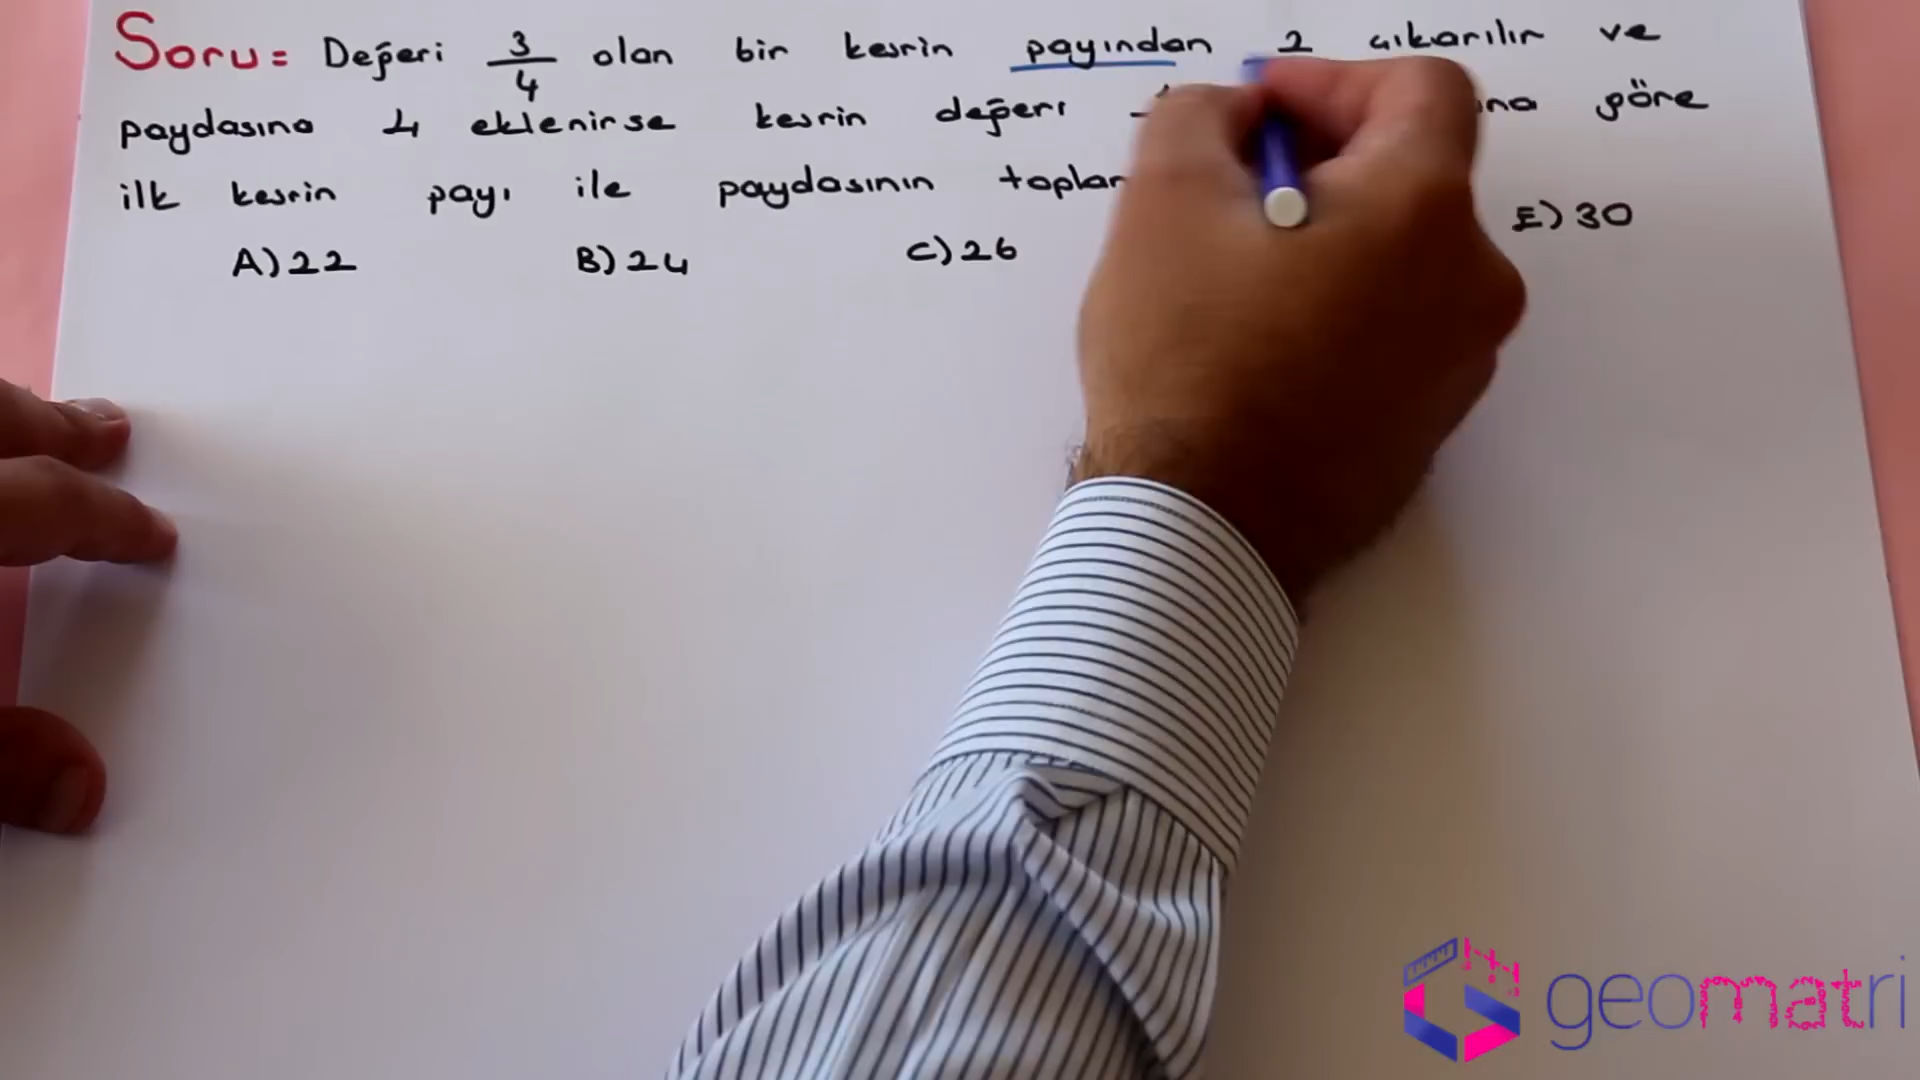 Soru= Değeri 3/4 olan bir kesrin payından 2 çıkarılır ve
paydasına 4 eklenirse kesrin değeri göre
ilk kesrin payı ile paydasının
A) 22 B) 24 C) 26 E) 30
geomatri